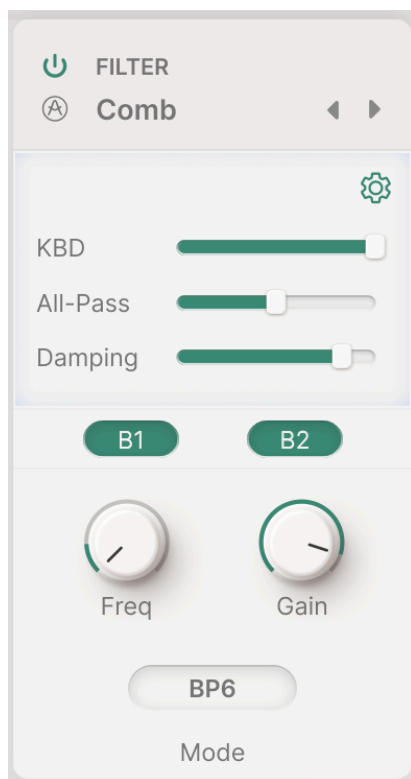 FILTER
Comb
KBD
All-Pass
Damping
B1 B2
Freq Gain
BP6
Mode